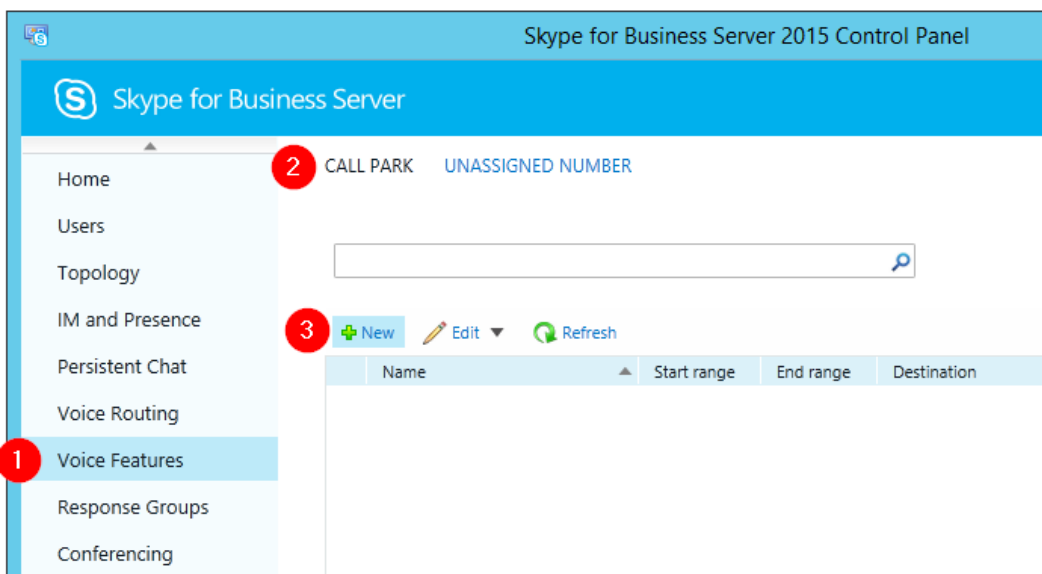 Skype for Business Server 2015 Control Panel
S Skype for Business Server
2 CALL PARK UNASSIGNED NUMBER
Home
Users
Topology
IM and Presence
3 New Edit Refresh
Persistent Chat
Name Start range End range Destination
Voice Routing
1 Voice Features
Response Groups
Conferencing